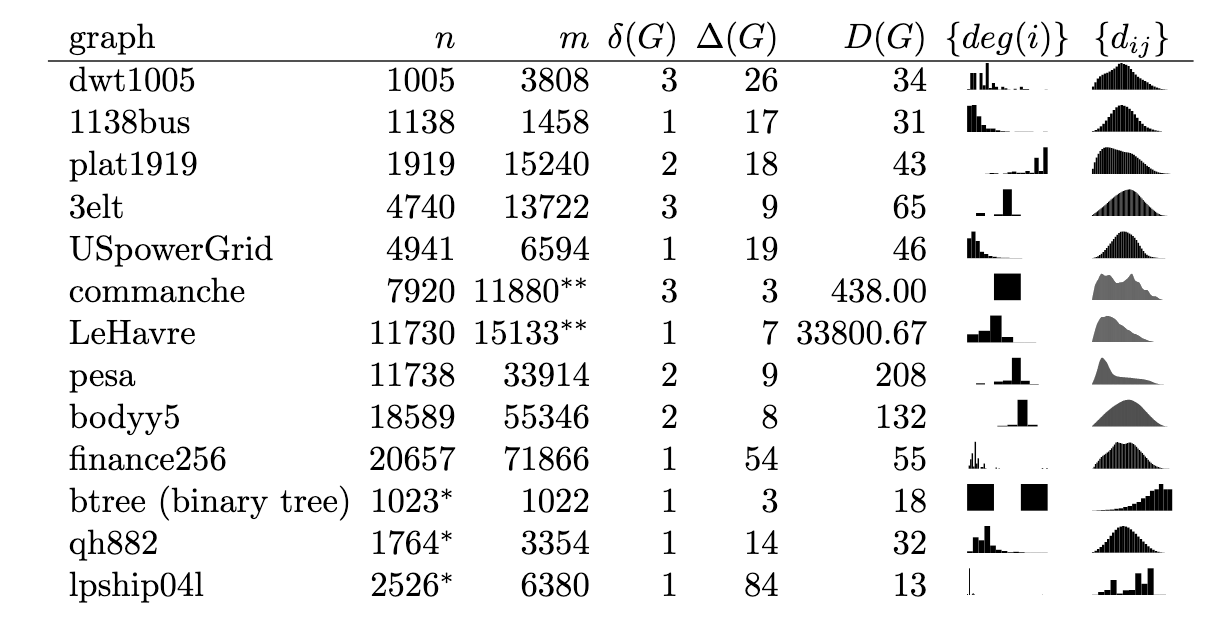 graph n m δ(G) Δ(G) D(G) {deg(i)} {d_ij}
dwt1005 1005 3808 3 26 34
1138bus 1138 1458 1 17 31
plat1919 1919 15240 2 18 43
3elt 4740 13722 3 9 65
USpowerGrid 4941 6594 1 19 46
commanche 7920 11880** 3 3 438.00
LeHavre 11730 15133** 1 7 33800.67
pesa 11738 33914 2 9 208
bodyy5 18589 55346 2 8 132
finance256 20657 71866 1 54 55
btree (binary tree) 1023* 1022 1 3 18
qh882 1764* 3354 1 14 32
lpship04l 2526* 6380 1 84 13